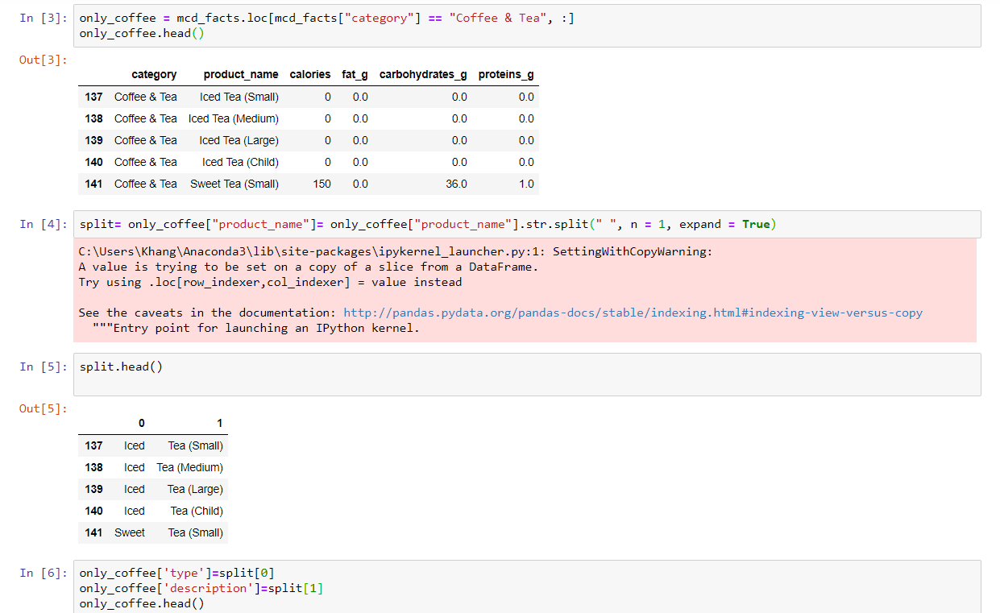 In [3]: only_coffee = mcd_facts.loc[mcd_facts["category"] == "Coffee & Tea", :]
only_coffee.head()
Out[3]:
category product_name calories fat_g carbohydrates_g proteins_g
137 Coffee & Tea Iced Tea (Small) 0 0.0 0.0 0.0
138 Coffee & Tea Iced Tea (Medium) 0 0.0 0.0 0.0
139 Coffee & Tea Iced Tea (Large) 0 0.0 0.0 0.0
140 Coffee & Tea Iced Tea (Child) 0 0.0 0.0 0.0
141 Coffee & Tea Sweet Tea (Small) 150 0.0 36.0 1.0
In [4]: split= only_coffee["product_name"]= only_coffee["product_name"].str.split(" ", n = 1, expand = True)
C:\Users\Khang\Anaconda3\lib\site-packages\ipykernel_launcher.py:1: SettingWithCopyWarning:
A value is trying to be set on a copy of a slice from a DataFrame.
Try using .loc[row_indexer,col_indexer] = value instead
See the caveats in the documentation: http://pandas.pydata.org/pandas-docs/stable/indexing.html#indexing-view-versus-copy
"""Entry point for launching an IPython kernel.
In [5]: split.head()
Out[5]:
0 1
137 Iced Tea (Small)
138 Iced Tea (Medium)
139 Iced Tea (Large)
140 Iced Tea (Child)
141 Sweet Tea (Small)
In [6]: only_coffee['type']=split[0]
only_coffee['description']=split[1]
only_coffee.head()